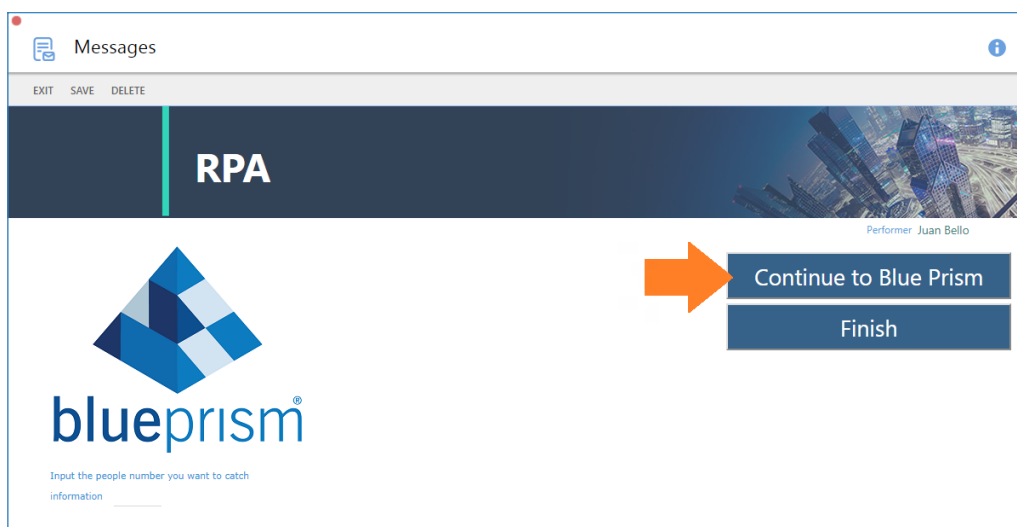 Messages
EXIT SAVE DELETE
RPA
Performer Juan Bello
Continue to Blue Prism
Finish
blueprism®
Input the people number you want to catch
information